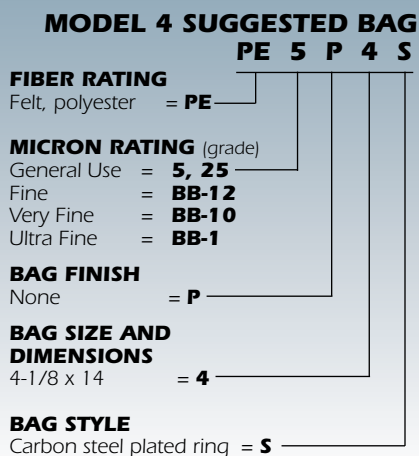 MODEL 4 SUGGESTED BAG
PE 5 P 4 S
FIBER RATING
Felt, polyester = PE
MICRON RATING (grade)
General Use = 5, 25
Fine = BB-12
Very Fine = BB-10
Ultra Fine = BB-1
BAG FINISH
None = P
BAG SIZE AND
DIMENSIONS
4-1/8 x 14 = 4
BAG STYLE
Carbon steel plated ring = S